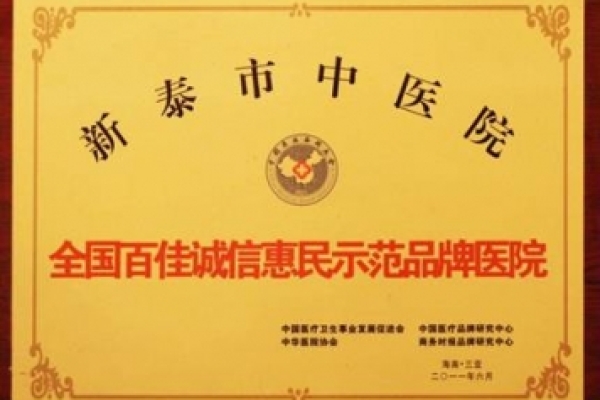 新泰市中医院
全国百佳诚信惠民示范品牌医院
中国医疗卫生事业发展促进会 中国医疗品牌研究中心
中华医院协会 商务时报品牌研究中心
海南·三亚
二〇一一年六月